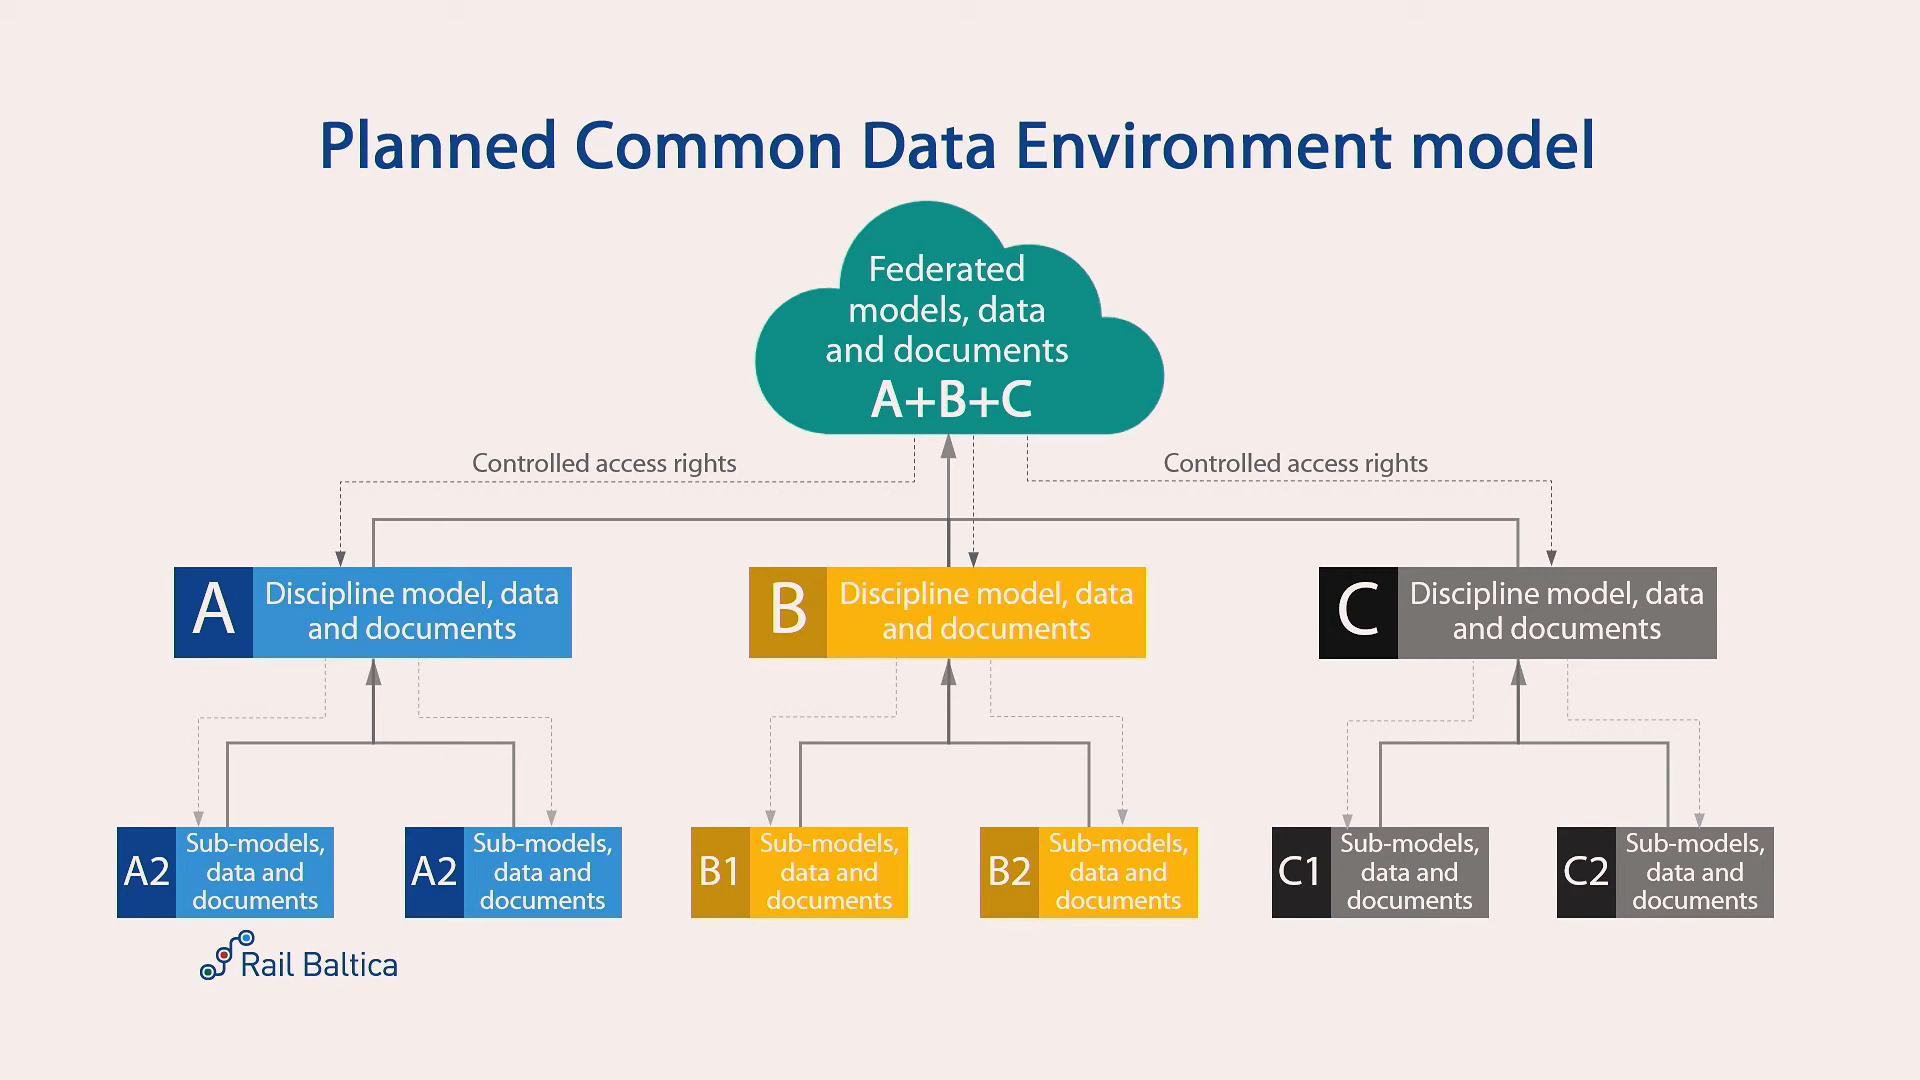 Planned Common Data Environment model
Federated
models, data
and documents
A+B+C
Controlled access rights
Controlled access rights
A
Discipline model, data
and documents
B
Discipline model, data
and documents
C
Discipline model, data
and documents
A2
Sub-models,
data and
documents
A2
Sub-models,
data and
documents
B1
Sub-models,
data and
documents
B2
Sub-models,
data and
documents
C1
Sub-models,
data and
documents
C2
Sub-models,
data and
documents
Rail Baltica